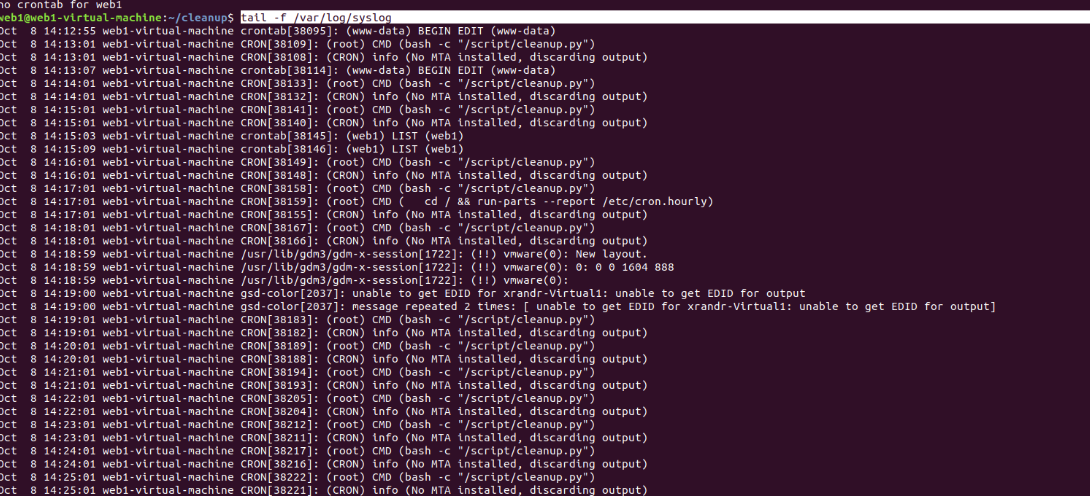 no crontab for web1
web1@web1-virtual-machine:~/cleanup$ tail -f /var/log/syslog
Oct  8 14:12:55 web1-virtual-machine crontab[38095]: (www-data) BEGIN EDIT (www-data)
Oct  8 14:13:01 web1-virtual-machine CRON[38109]: (root) CMD (bash -c "/script/cleanup.py")
Oct  8 14:13:01 web1-virtual-machine CRON[38108]: (CRON) info (No MTA installed, discarding output)
Oct  8 14:13:07 web1-virtual-machine crontab[38114]: (www-data) BEGIN EDIT (www-data)
Oct  8 14:14:01 web1-virtual-machine CRON[38133]: (root) CMD (bash -c "/script/cleanup.py")
Oct  8 14:14:01 web1-virtual-machine CRON[38132]: (CRON) info (No MTA installed, discarding output)
Oct  8 14:15:01 web1-virtual-machine CRON[38141]: (root) CMD (bash -c "/script/cleanup.py")
Oct  8 14:15:01 web1-virtual-machine CRON[38140]: (CRON) info (No MTA installed, discarding output)
Oct  8 14:15:03 web1-virtual-machine crontab[38145]: (web1) LIST (web1)
Oct  8 14:15:09 web1-virtual-machine crontab[38146]: (web1) LIST (web1)
Oct  8 14:16:01 web1-virtual-machine CRON[38149]: (root) CMD (bash -c "/script/cleanup.py")
Oct  8 14:16:01 web1-virtual-machine CRON[38148]: (CRON) info (No MTA installed, discarding output)
Oct  8 14:17:01 web1-virtual-machine CRON[38158]: (root) CMD (bash -c "/script/cleanup.py")
Oct  8 14:17:01 web1-virtual-machine CRON[38159]: (root) CMD (   cd / && run-parts --report /etc/cron.hourly)
Oct  8 14:17:01 web1-virtual-machine CRON[38155]: (CRON) info (No MTA installed, discarding output)
Oct  8 14:18:01 web1-virtual-machine CRON[38167]: (root) CMD (bash -c "/script/cleanup.py")
Oct  8 14:18:01 web1-virtual-machine CRON[38166]: (CRON) info (No MTA installed, discarding output)
Oct  8 14:18:59 web1-virtual-machine /usr/lib/gdm3/gdm-x-session[1722]: (!!) vmware(0): New layout.
Oct  8 14:18:59 web1-virtual-machine /usr/lib/gdm3/gdm-x-session[1722]: (!!) vmware(0): 0: 0 0 1604 888
Oct  8 14:18:59 web1-virtual-machine /usr/lib/gdm3/gdm-x-session[1722]: (!!) vmware(0):
Oct  8 14:19:00 web1-virtual-machine gsd-color[2037]: unable to get EDID for xrandr-Virtual1: unable to get EDID for output
Oct  8 14:19:00 web1-virtual-machine gsd-color[2037]: message repeated 2 times: [ unable to get EDID for xrandr-Virtual1: unable to get EDID for output]
Oct  8 14:19:01 web1-virtual-machine CRON[38183]: (root) CMD (bash -c "/script/cleanup.py")
Oct  8 14:19:01 web1-virtual-machine CRON[38182]: (CRON) info (No MTA installed, discarding output)
Oct  8 14:20:01 web1-virtual-machine CRON[38189]: (root) CMD (bash -c "/script/cleanup.py")
Oct  8 14:20:01 web1-virtual-machine CRON[38188]: (CRON) info (No MTA installed, discarding output)
Oct  8 14:21:01 web1-virtual-machine CRON[38194]: (root) CMD (bash -c "/script/cleanup.py")
Oct  8 14:21:01 web1-virtual-machine CRON[38193]: (CRON) info (No MTA installed, discarding output)
Oct  8 14:22:01 web1-virtual-machine CRON[38205]: (root) CMD (bash -c "/script/cleanup.py")
Oct  8 14:22:01 web1-virtual-machine CRON[38204]: (CRON) info (No MTA installed, discarding output)
Oct  8 14:23:01 web1-virtual-machine CRON[38212]: (root) CMD (bash -c "/script/cleanup.py")
Oct  8 14:23:01 web1-virtual-machine CRON[38211]: (CRON) info (No MTA installed, discarding output)
Oct  8 14:24:01 web1-virtual-machine CRON[38217]: (root) CMD (bash -c "/script/cleanup.py")
Oct  8 14:24:01 web1-virtual-machine CRON[38216]: (CRON) info (No MTA installed, discarding output)
Oct  8 14:25:01 web1-virtual-machine CRON[38222]: (root) CMD (bash -c "/script/cleanup.py")
Oct  8 14:25:01 web1-virtual-machine CRON[38221]: (CRON) info (No MTA installed, discarding output)